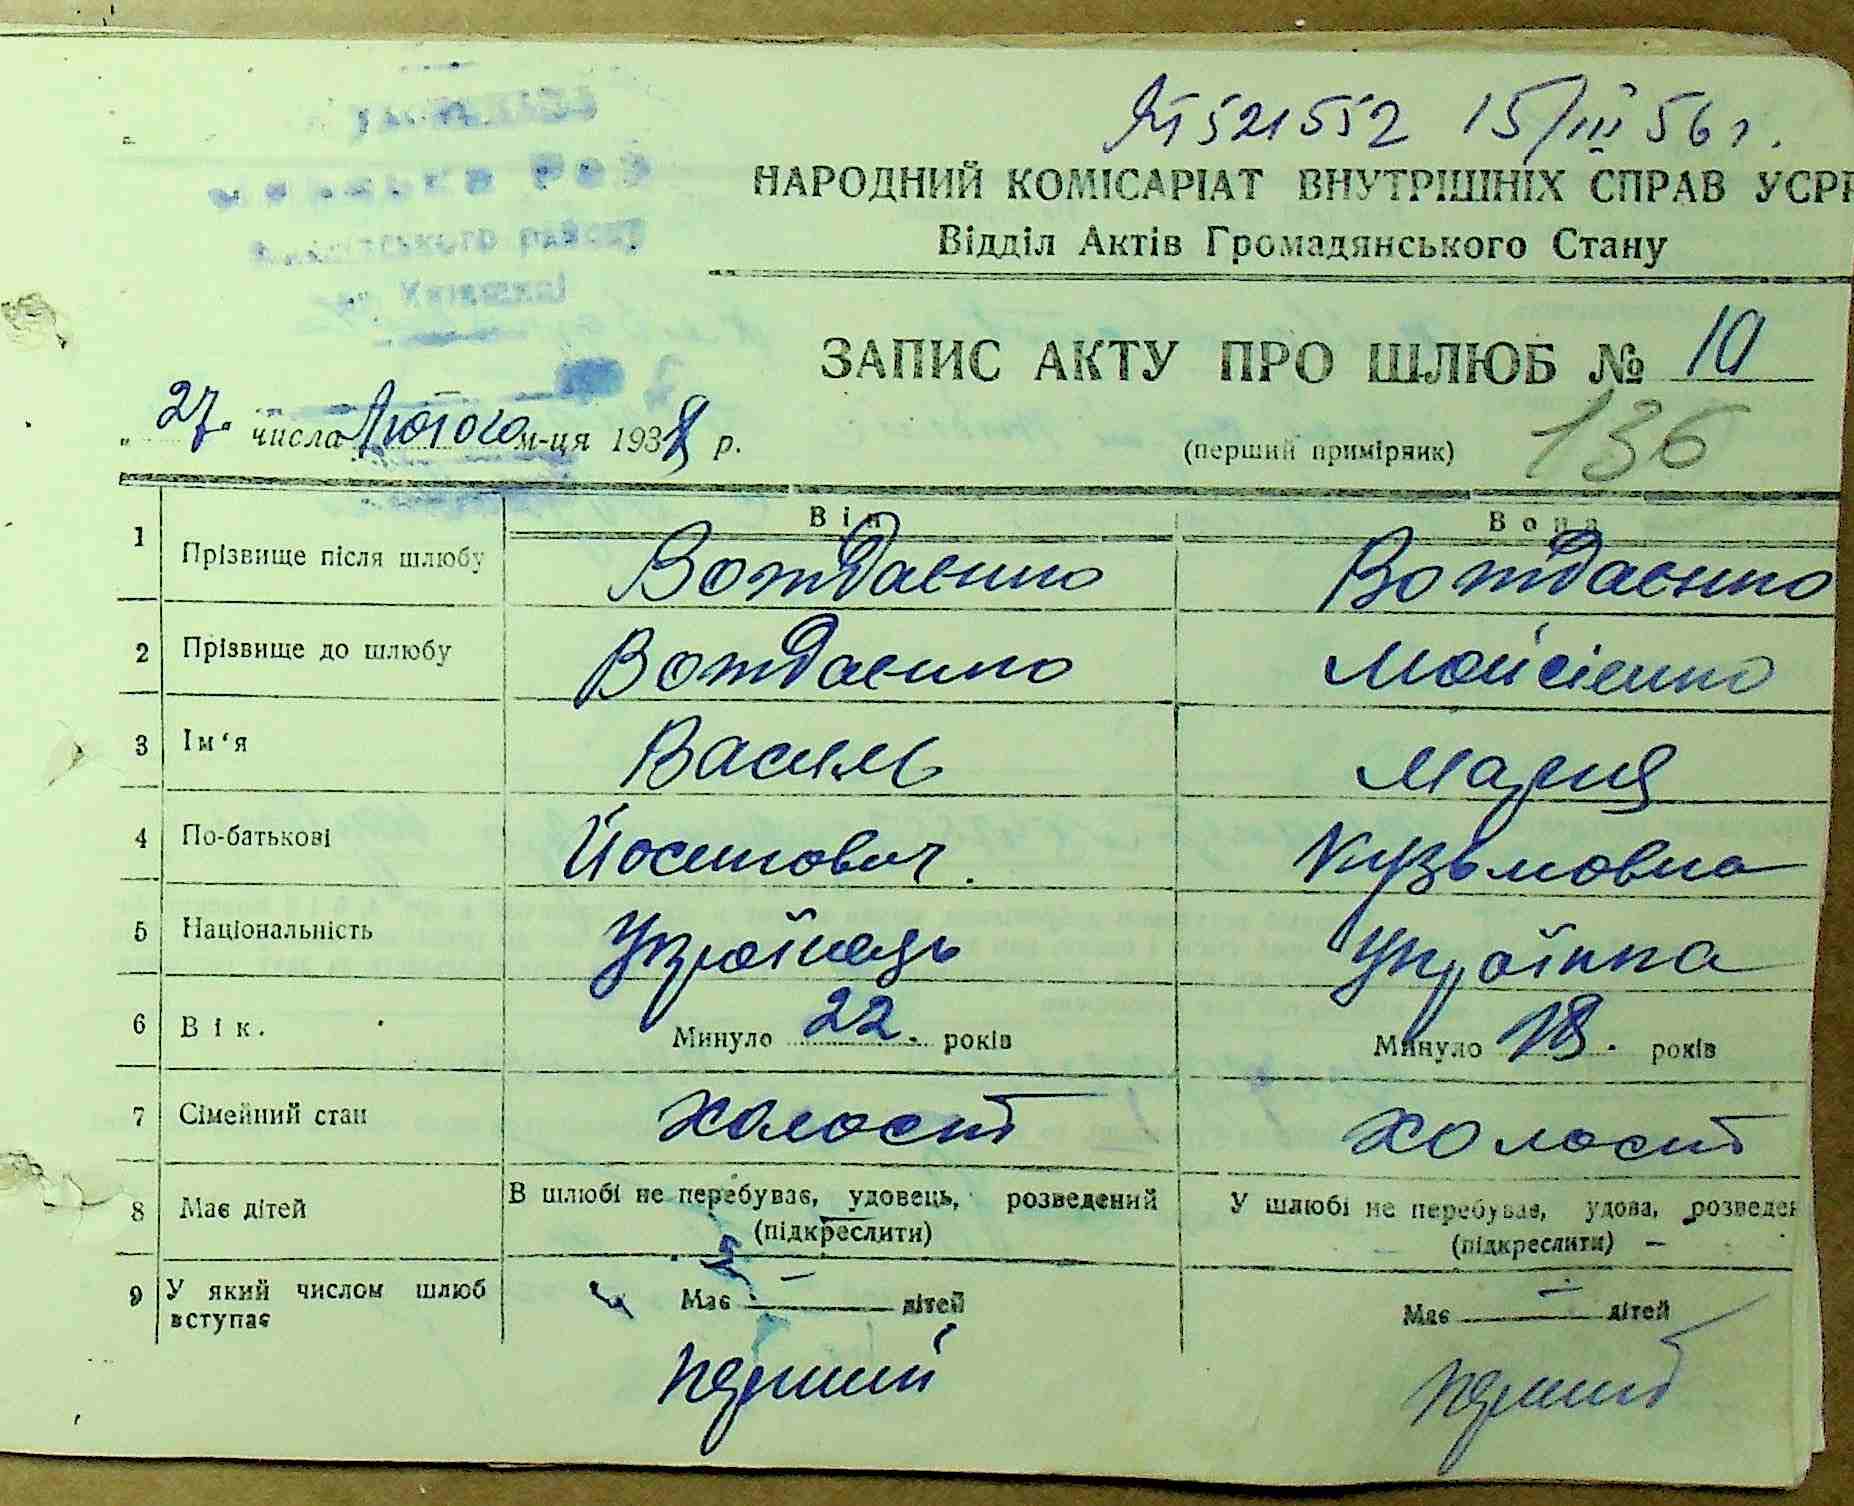 521552 15/III 56 г.
НАРОДНИЙ КОМІСАРІАТ ВНУТРІШНІХ СПРАВ УСРР
Відділ Актів Громадянського Стану
району
ЗАПИС АКТУ ПРО ШЛЮБ № 10
„ 27. числа Лютого м-ця 1938 р.
(перший примірник) 136
Він Вона
1 Прізвище після шлюбу Вождаенко Вождаенко
2 Прізвище до шлюбу Вождаенко Мойсіенко
3 Ім‘я Василь Мария
4 По-батькові Йосипович. Кузьмовна
5 Національність Українець Українка
6 Вік. Минуло 22. років Минуло 18. років
7 Сімейний стан холост холост
8 Має дітей В шлюбі не перебуває, удовець, розведений У шлюбі не перебуває, удова, розведен
(підкреслити) (підкреслити)
9 У який числом шлюб Має — дітей Має — дітей
вступає
перший перший